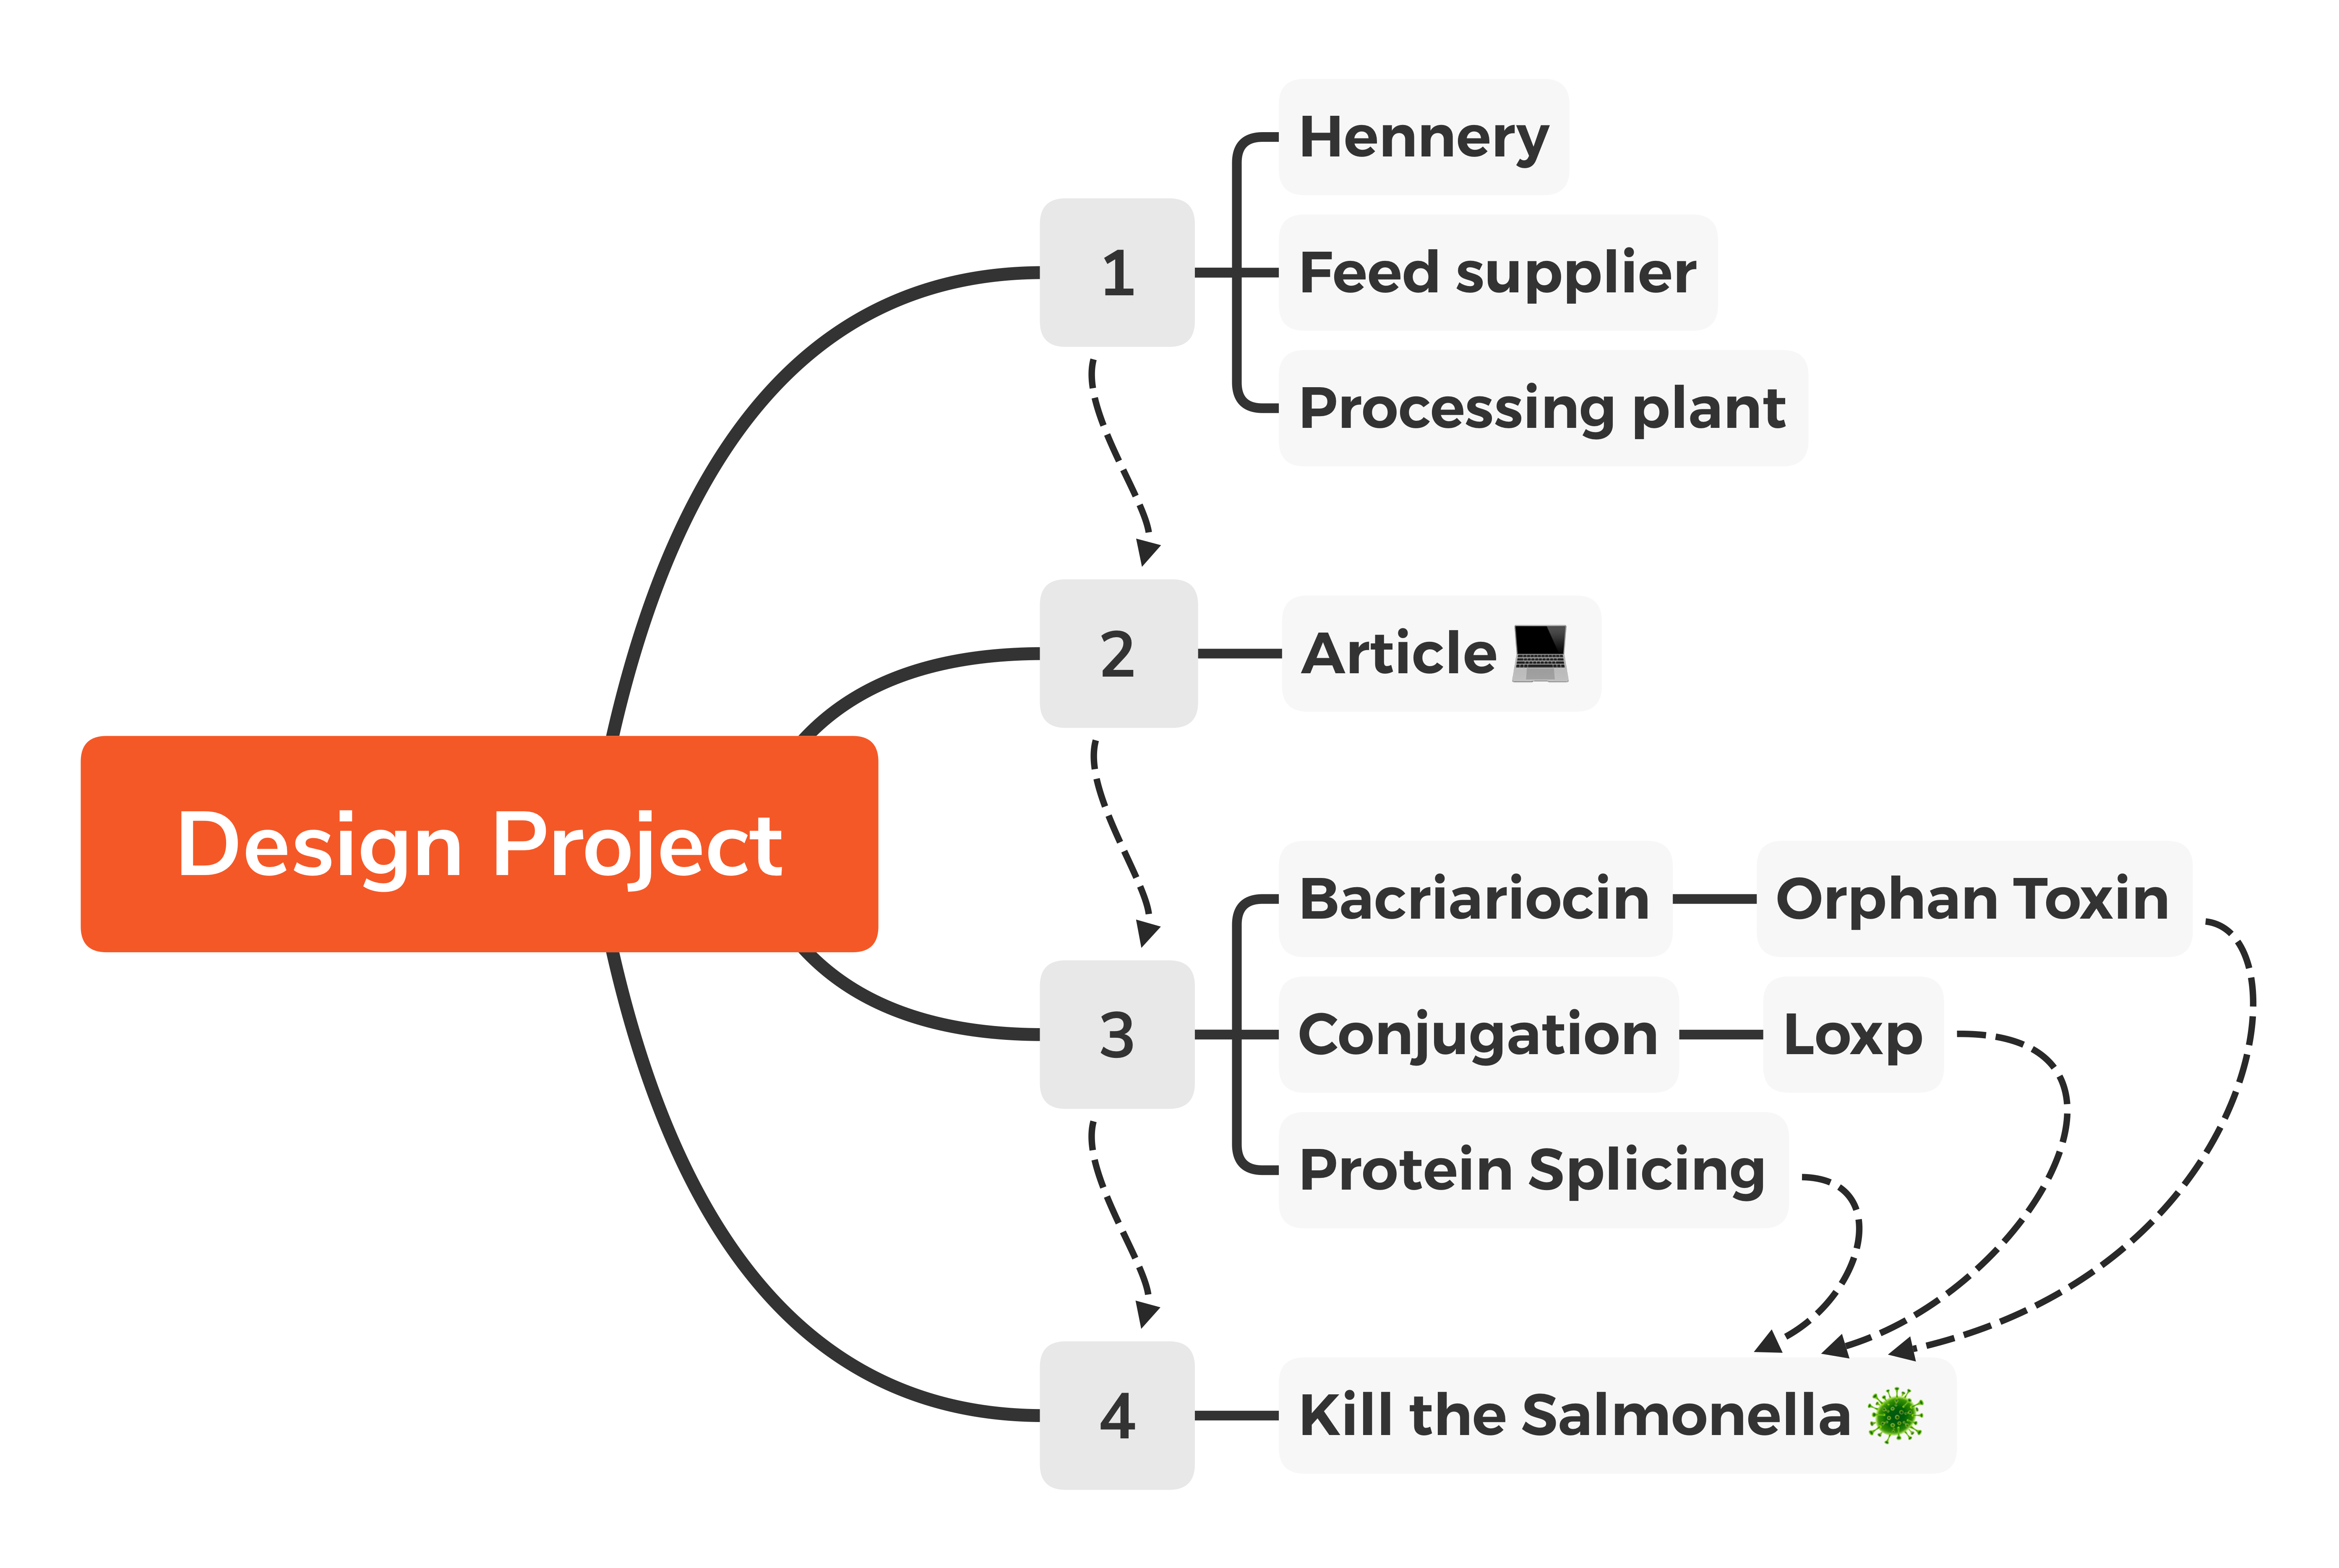 Design Project
1
Hennery
Feed supplier
Processing plant
2
Article
3
Bacriariocin
Orphan Toxin
Conjugation
Loxp
Protein Splicing
4
Kill the Salmonella